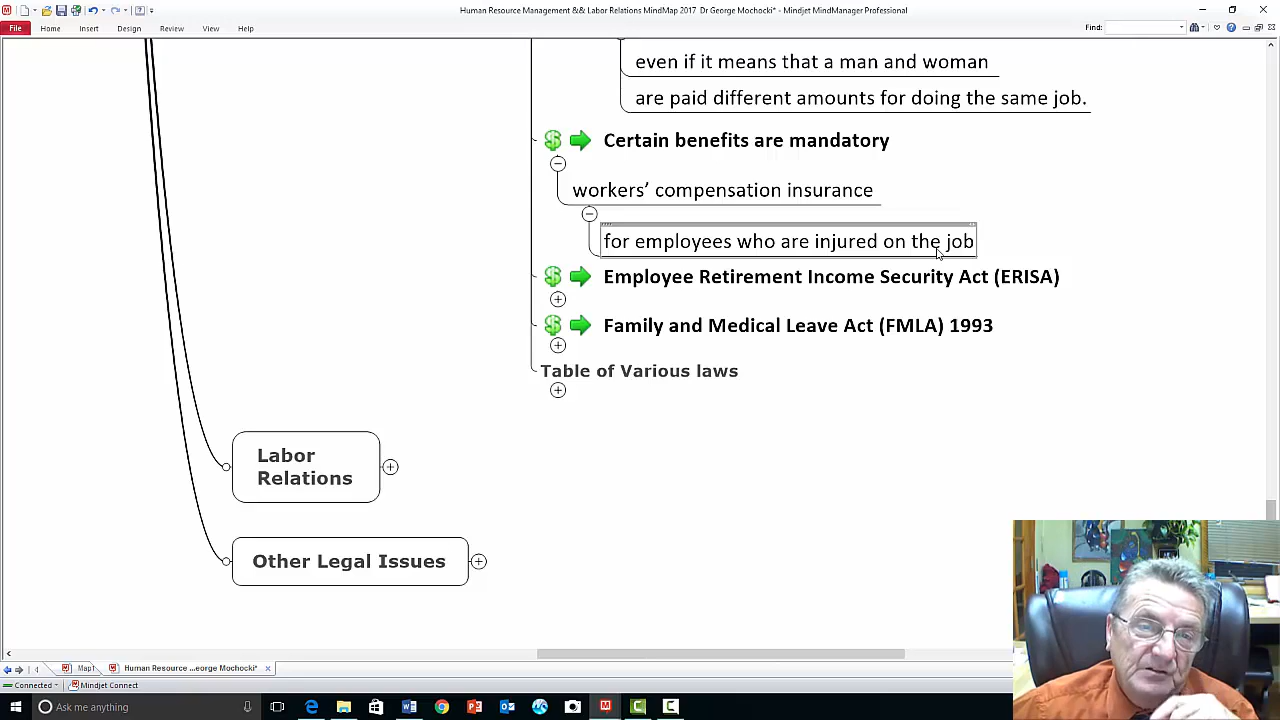 Human Resource Management && Labor Relations MindMap 2017  Dr George Mochocki* - Mindjet MindManager Professional
File Home Insert Design Review View Help Find:
even if it means that a man and woman
are paid different amounts for doing the same job.
Certain benefits are mandatory
workers’ compensation insurance
for employees who are injured on the job
Employee Retirement Income Security Act (ERISA)
Family and Medical Leave Act (FMLA) 1993
Table of Various laws
Labor
Relations
Other Legal Issues
Map1 Human Resource ...eorge Mochocki*
Connected Mindjet Connect
Ask me anything